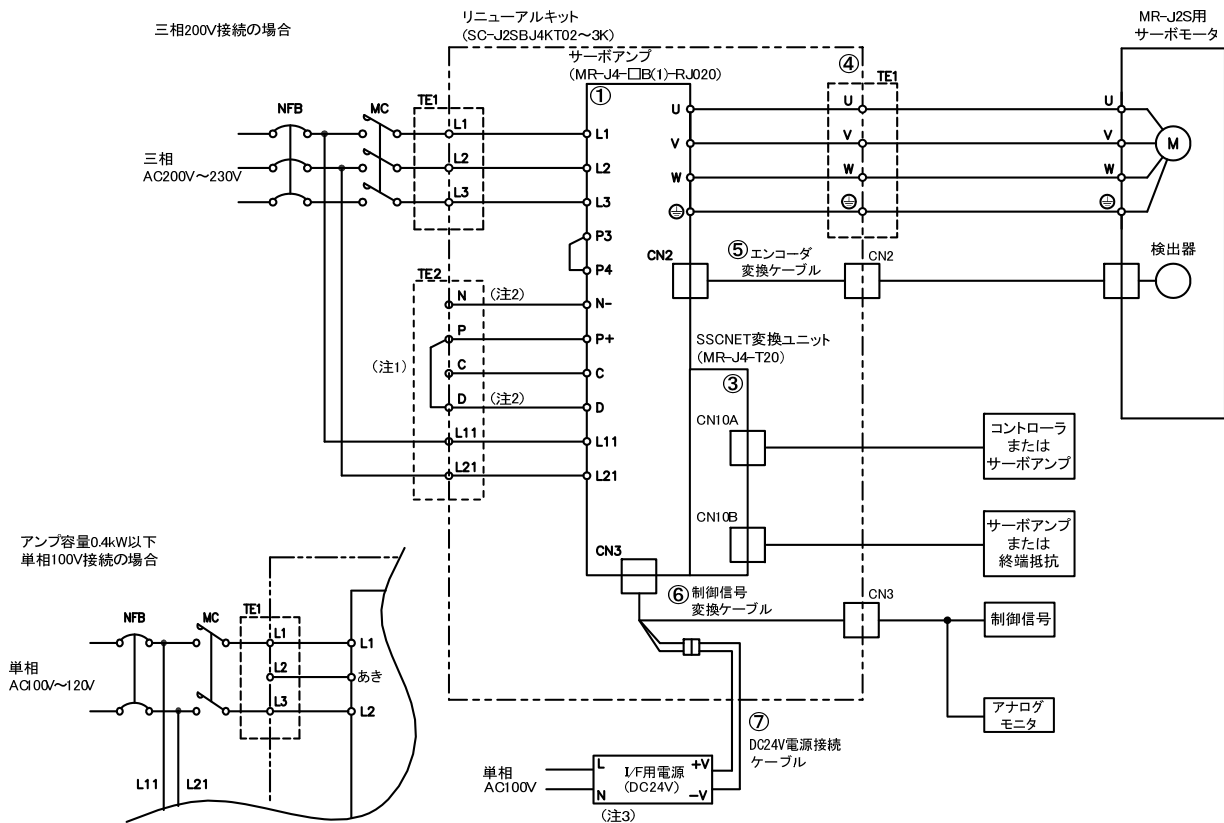 三相200V接続の場合
リニューアルキット
(SC-J2SBJ4KT02～3K)
サーボアンプ
(MR-J4-□B(1)-RJ020)
MR-J2S用
サーボモータ
①
④
TE1
NFB
MC
TE1
L1
L1
L2
L2
L3
L3
三相
AC200V～230V
U
U
U
V
V
V
W
W
W
M
P3
P4
TE2
N
(注2)
N-
P
P+
(注1)
C
C
D
(注2)
D
L11
L11
L21
L21
CN2
⑤エンコーダ
変換ケーブル
CN2
検出器
SSCNET変換ユニット
(MR-J4-T20)
③
CN10A
コントローラ
または
サーボアンプ
CN10B
サーボアンプ
または
終端抵抗
CN3
⑥制御信号
変換ケーブル
CN3
制御信号
アナログ
モニタ
⑦
DC24V電源接続
ケーブル
単相
AC100V
L
N
I/F用電源
(DC24V)
+V
-V
(注3)
アンプ容量0.4kW以下
単相100V接続の場合
NFB
MC
TE1
L1
L1
L2
あき
L3
L2
単相
AC100V～120V
L11
L21